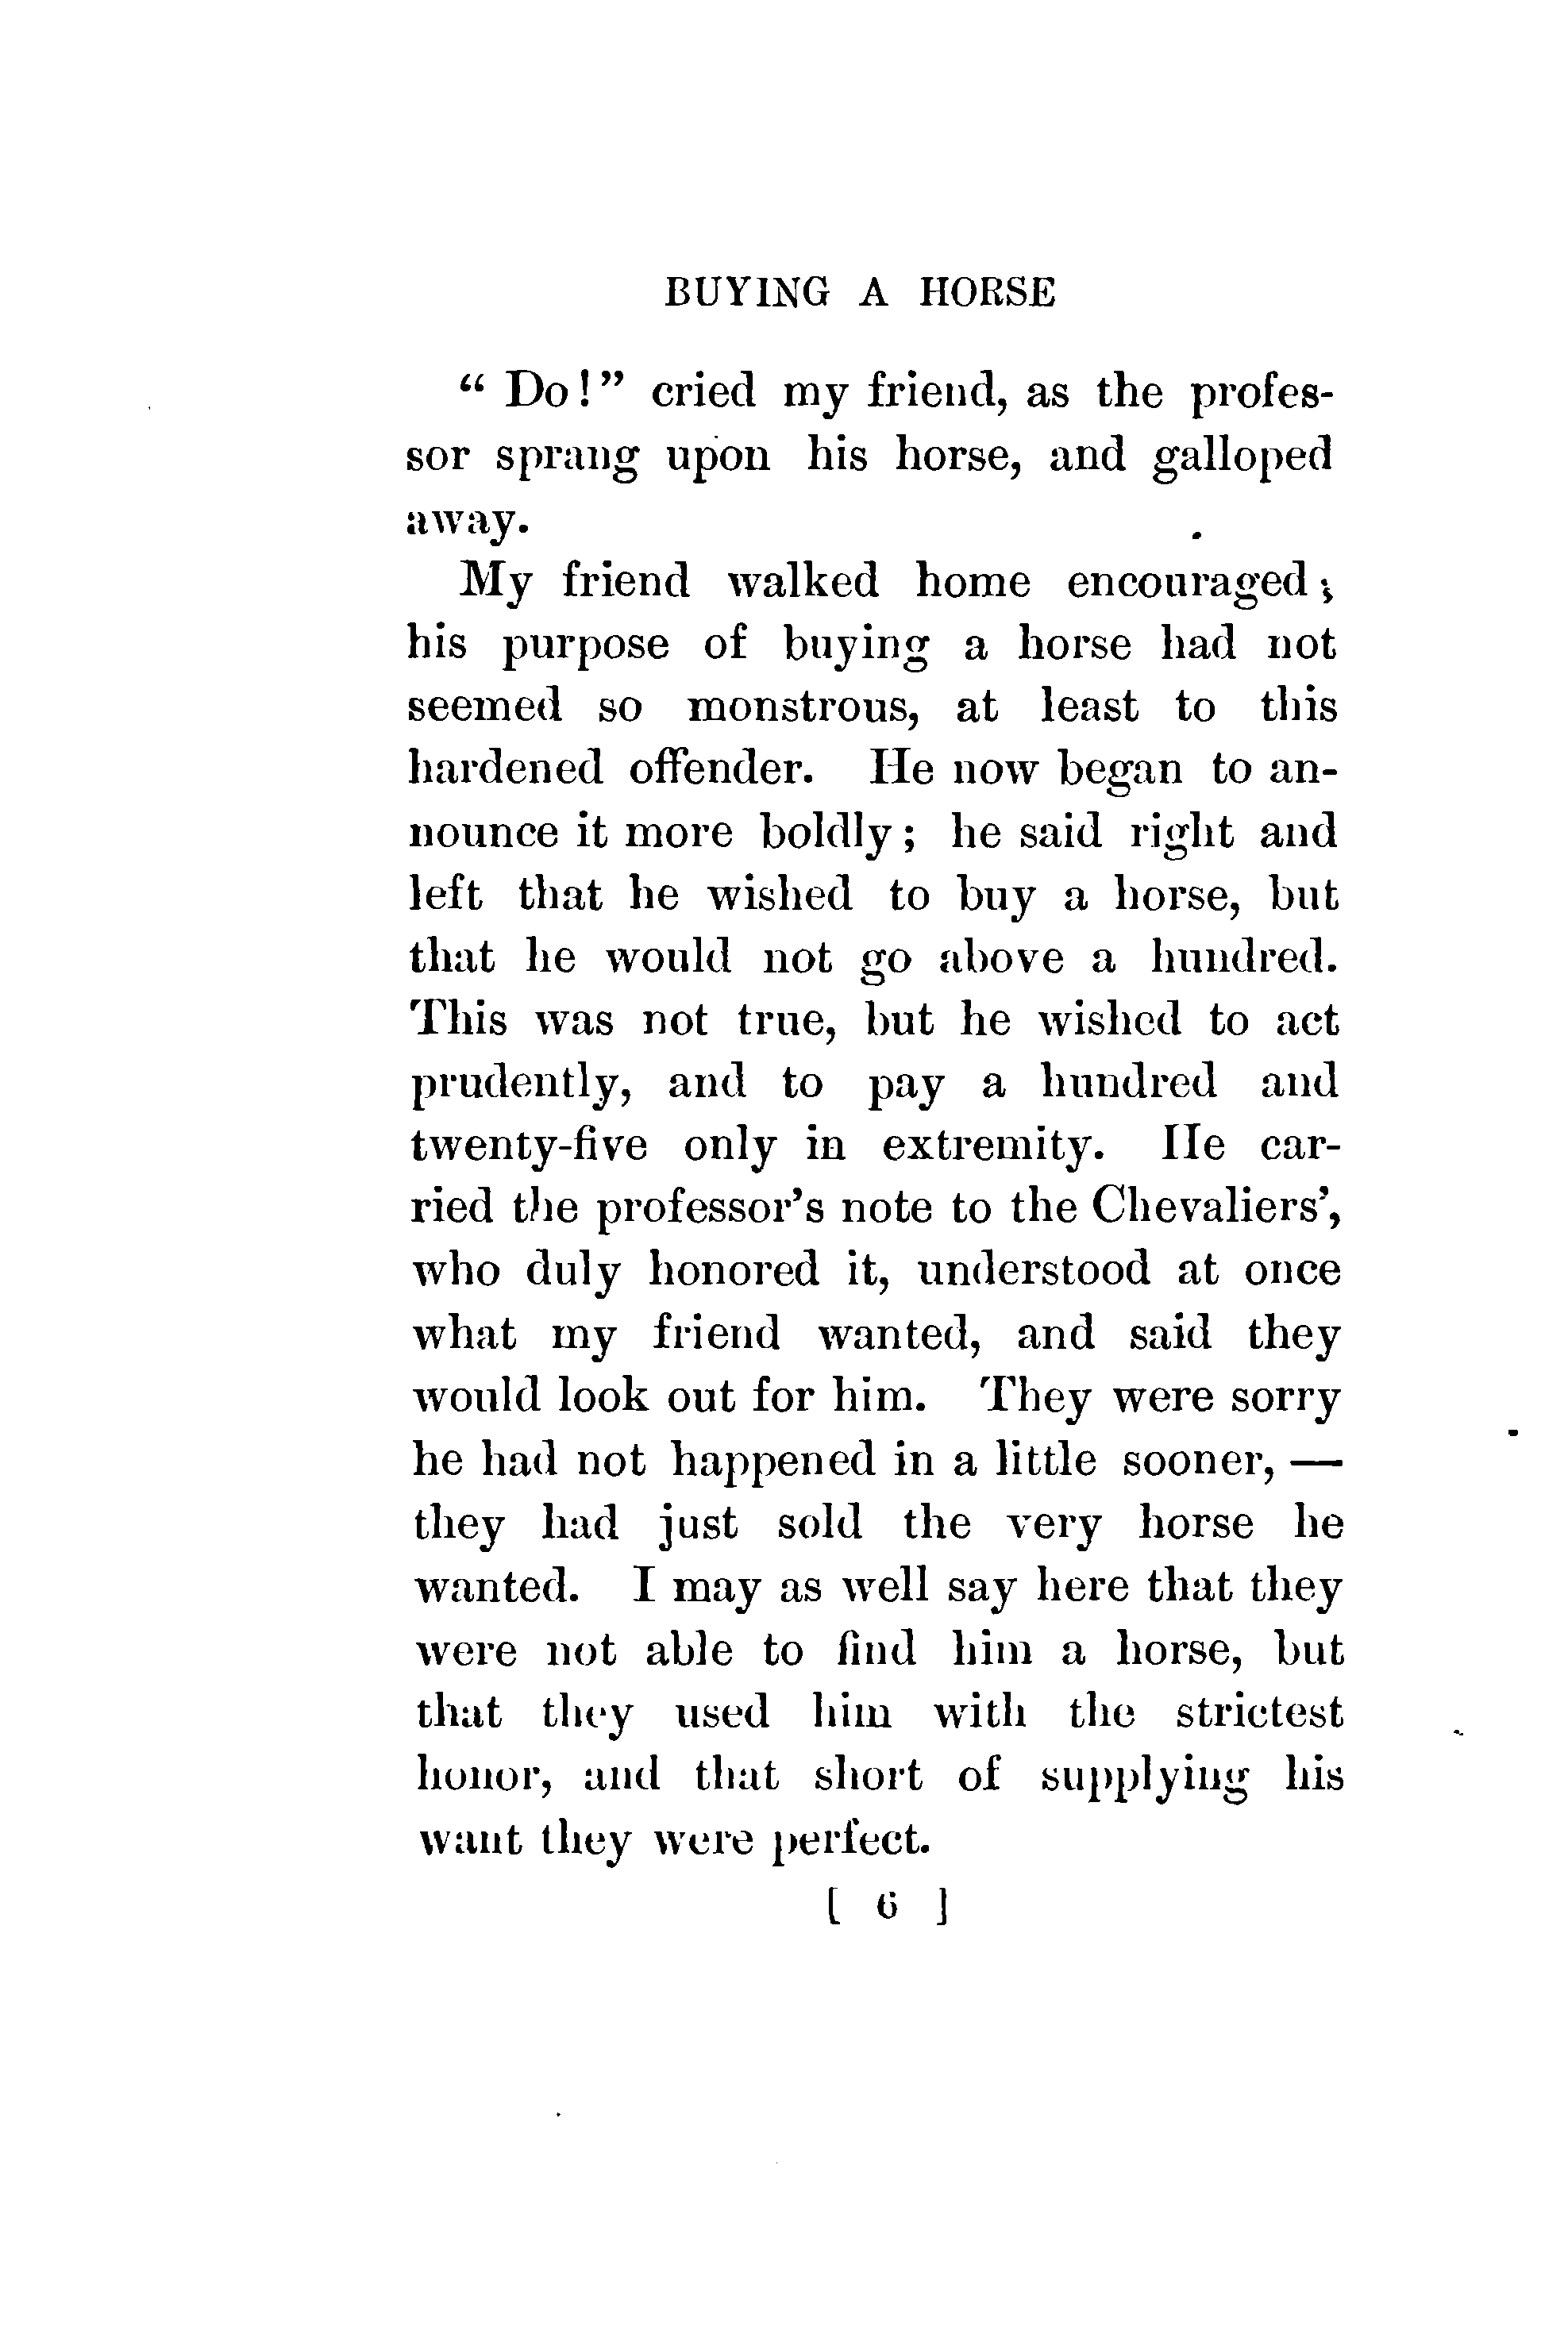 BUYING A HORSE
“ Do!” cried my friend, as the profes-
sor sprang upon his horse, and galloped
away.
My friend walked home encouraged;
his purpose of buying a horse had not
seemed so monstrous, at least to this
hardened offender. He now began to an-
nounce it more boldly; he said right and
left that he wished to buy a horse, but
that he would not go above a hundred.
This was not true, but he wished to act
prudently, and to pay a hundred and
twenty-five only in extremity. He car-
ried the professor’s note to the Chevaliers’,
who duly honored it, understood at once
what my friend wanted, and said they
would look out for him. They were sorry
he had not happened in a little sooner, —
they had just sold the very horse he
wanted. I may as well say here that they
were not able to find him a horse, but
that they used him with the strictest
honor, and that short of supplying his
want they were perfect.
[ 6 ]